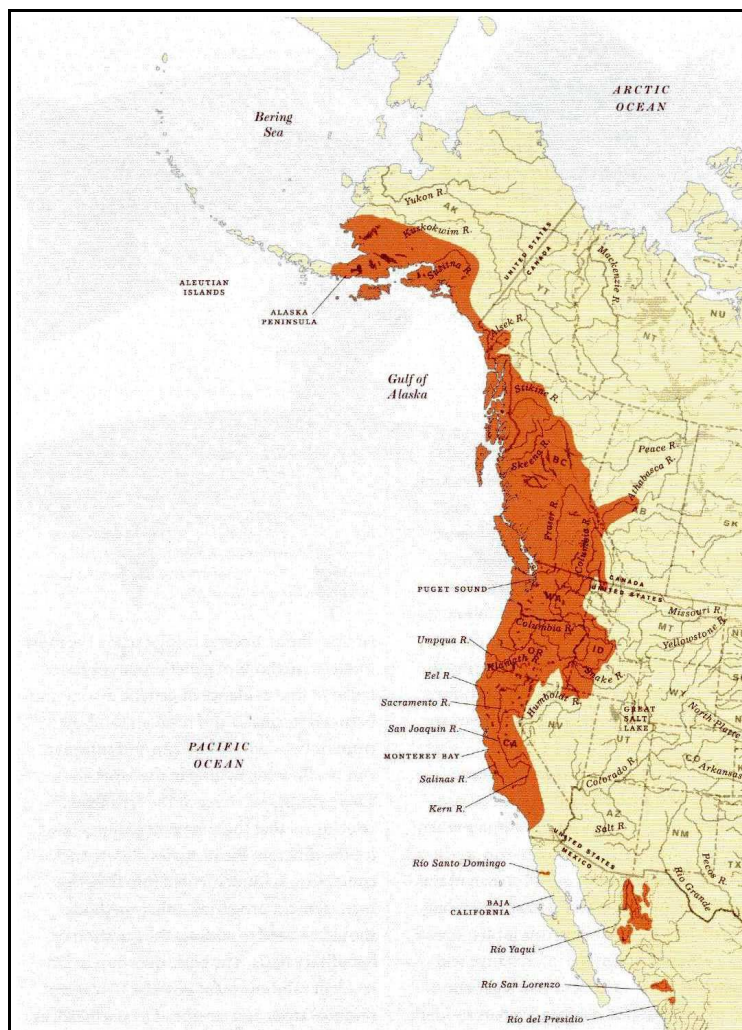 ARCTIC
OCEAN
Bering
Sea
Yukon R.
AK
Kuskokwim R.
UNITED STATES
CANADA
Mackenzie R.
Susitna R.
ALEUTIAN
ISLANDS
ALASKA
PENINSULA
YT
NU
NT
Alsek R.
Gulf of
Alaska
Stikine R.
Skeena R.
BC
Peace R.
Athabasca R.
AB
SK
Fraser R.
Columbia R.
PUGET SOUND
CANADA
UNITED STATES
WA
Missouri R.
MT
Columbia R.
Yellowstone R.
Umpqua R.
OR
ID
Klamath R.
Snake R.
Eel R.
WY
Humboldt R.
Sacramento R.
GREAT
SALT
LAKE
North Platte
NV
San Joaquin R.
UT
PACIFIC
OCEAN
CA
MONTEREY BAY
CO
Arkansas
Salinas R.
Colorado R.
Kern R.
AZ
Salt R.
NM
UNITED STATES
MEXICO
Pecos R.
TX
Río Santo Domingo
Rio Grande
BAJA
CALIFORNIA
Río Yaqui
Río San Lorenzo
Río del Presidio